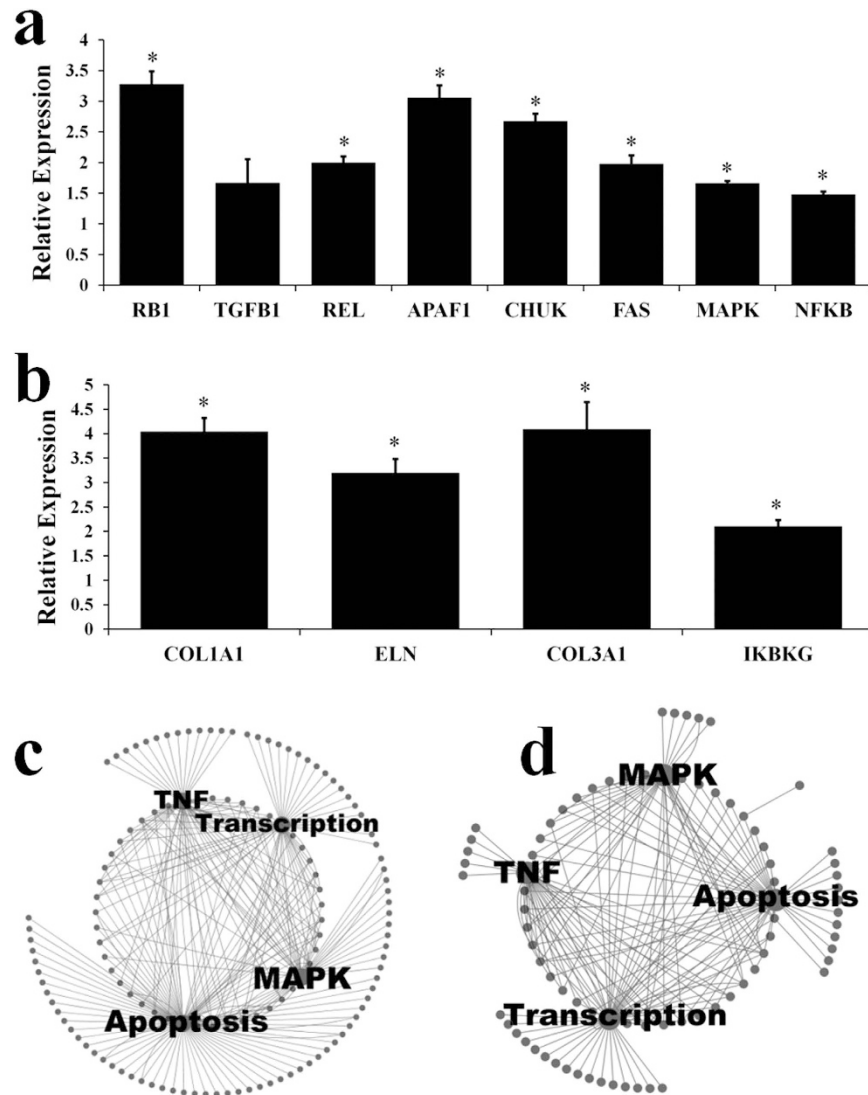 a
Relative Expression
4
3.5
3
2.5
2
1.5
1
0.5
0
* * * * * * *
RB1 TGFB1 REL APAF1 CHUK FAS MAPK NFKB
b
Relative Expression
5
4.5
4
3.5
3
2.5
2
1.5
1
0.5
0
* * * *
COL1A1 ELN COL3A1 IKBKG
c
TNF
Transcription
MAPK
Apoptosis
d
MAPK
TNF
Apoptosis
Transcription